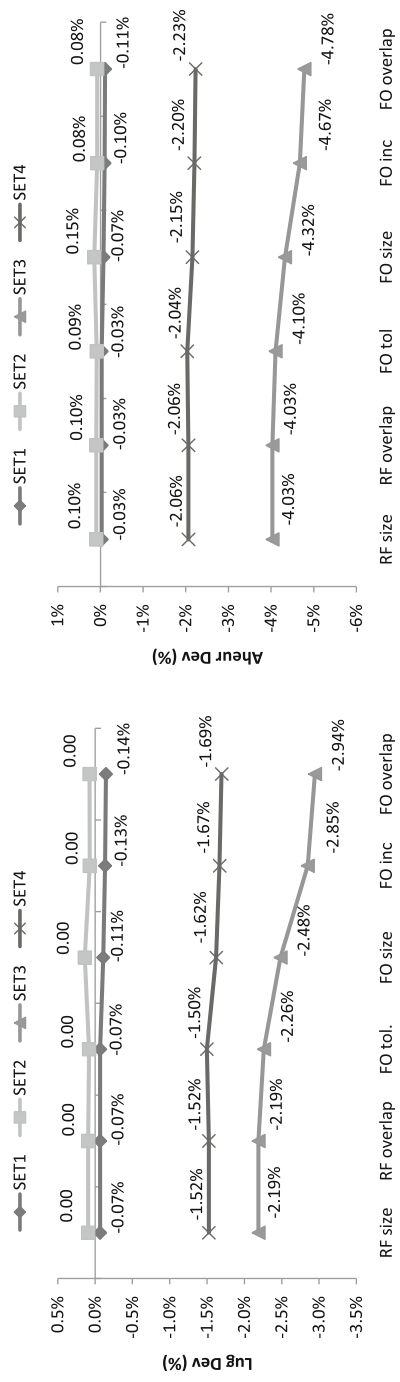 SET1 SET2 SET3 SET4
0.5%
0.0%
-0.5%
-1.0%
-1.5%
-2.0%
-2.5%
-3.0%
-3.5%
Lug Dev (%)
0.00 0.00 0.00 0.00 0.00 0.00
-0.07% -0.07% -0.07% -0.11% -0.13% -0.14%
-1.52% -1.52% -1.50% -1.62% -1.67% -1.69%
-2.19% -2.19% -2.26% -2.48% -2.85% -2.94%
RF size RF overlap FO tol. FO size FO inc FO overlap
SET1 SET2 SET3 SET4
1%
0%
-1%
-2%
-3%
-4%
-5%
-6%
Aheur Dev (%)
0.10% 0.10% 0.09% 0.15% 0.08% 0.08%
-0.03% -0.03% -0.03% -0.07% -0.10% -0.11%
-2.06% -2.06% -2.04% -2.15% -2.20% -2.23%
-4.03% -4.03% -4.10% -4.32% -4.67% -4.78%
RF size RF overlap FO tol FO size FO inc FO overlap